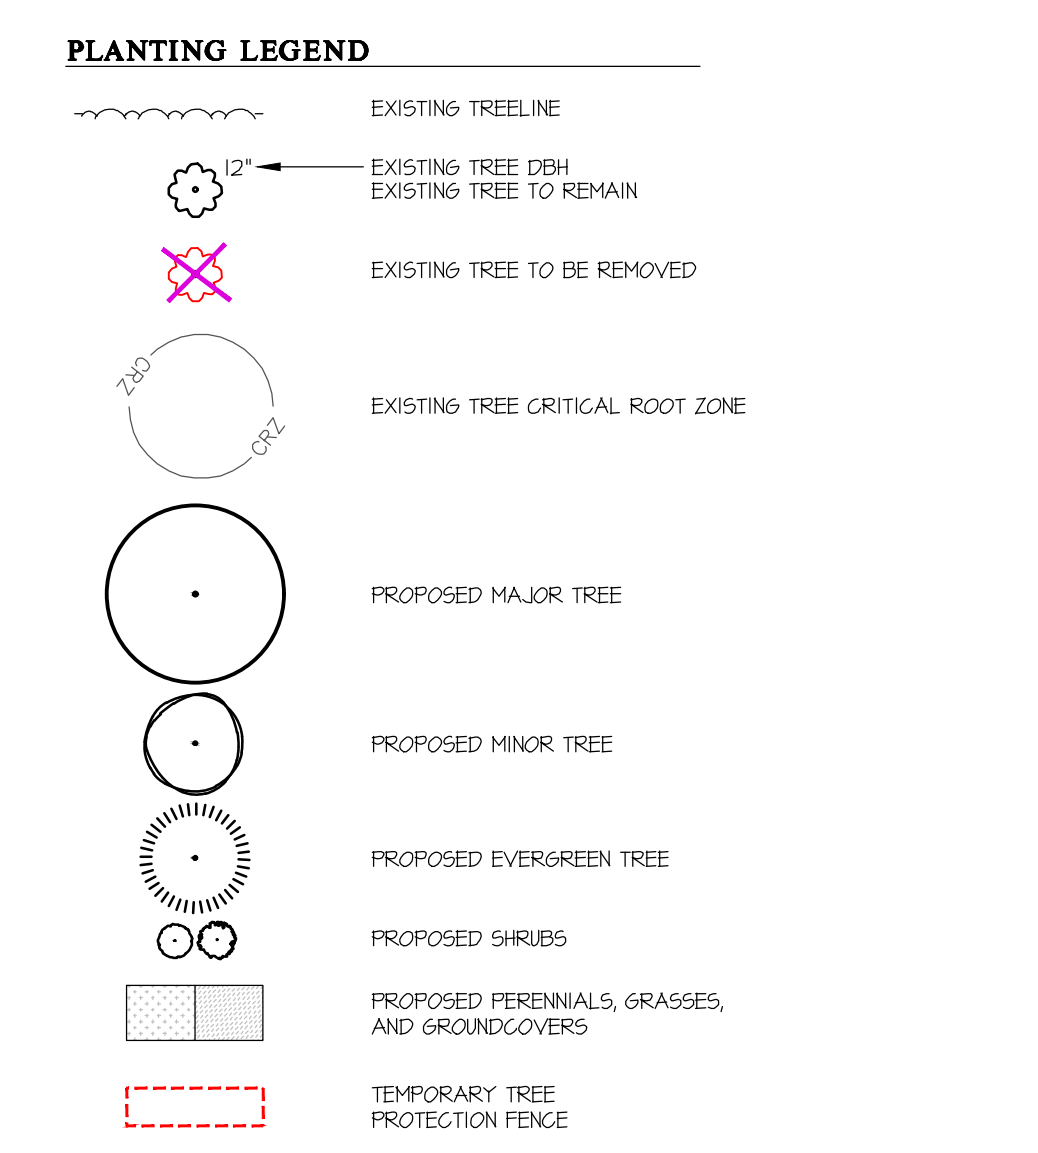 PLANTING LEGEND
EXISTING TREELINE
12"
EXISTING TREE DBH
EXISTING TREE TO REMAIN
EXISTING TREE TO BE REMOVED
CRZ
CRZ
EXISTING TREE CRITICAL ROOT ZONE
PROPOSED MAJOR TREE
PROPOSED MINOR TREE
PROPOSED EVERGREEN TREE
PROPOSED SHRUBS
PROPOSED PERENNIALS, GRASSES,
AND GROUNDCOVERS
TEMPORARY TREE
PROTECTION FENCE